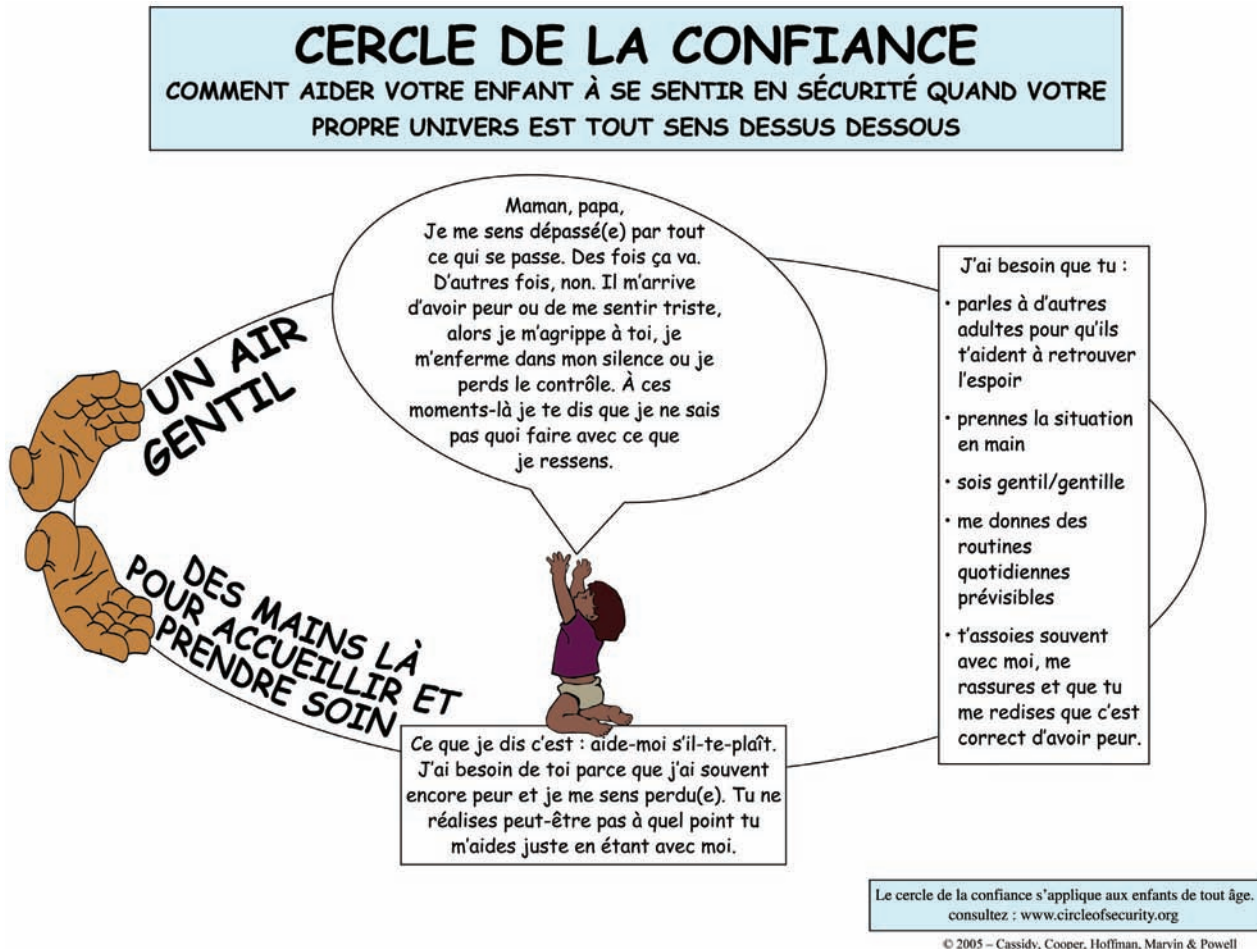 CERCLE DE LA CONFIANCE
COMMENT AIDER VOTRE ENFANT À SE SENTIR EN SÉCURITÉ QUAND VOTRE
PROPRE UNIVERS EST TOUT SENS DESSUS DESSOUS
Maman, papa,
Je me sens dépassé(e) par tout
ce qui se passe. Des fois ça va.
D'autres fois, non. Il m'arrive
d'avoir peur ou de me sentir triste,
alors je m'agrippe à toi, je
m'enferme dans mon silence ou je
perds le contrôle. À ces
moments-là je te dis que je ne sais
pas quoi faire avec ce que
je ressens.
UN AIR
GENTIL
DES MAINS LÀ
POUR ACCUEILLIR ET
PRENDRE SOIN
J'ai besoin que tu :
• parles à d'autres
adultes pour qu'ils
t'aident à retrouver
l'espoir
• prennes la situation
en main
• sois gentil/gentille
• me donnes des
routines
quotidiennes
prévisibles
• t'assoies souvent
avec moi, me
rassures et que tu
me redises que c'est
correct d'avoir peur.
Ce que je dis c'est : aide-moi s'il-te-plaît.
J'ai besoin de toi parce que j'ai souvent
encore peur et je me sens perdu(e). Tu ne
réalises peut-être pas à quel point tu
m'aides juste en étant avec moi.
Le cercle de la confiance s'applique aux enfants de tout âge.
consultez : www.circleofsecurity.org
© 2005 – Cassidy, Cooper, Hoffman, Marvin & Powell